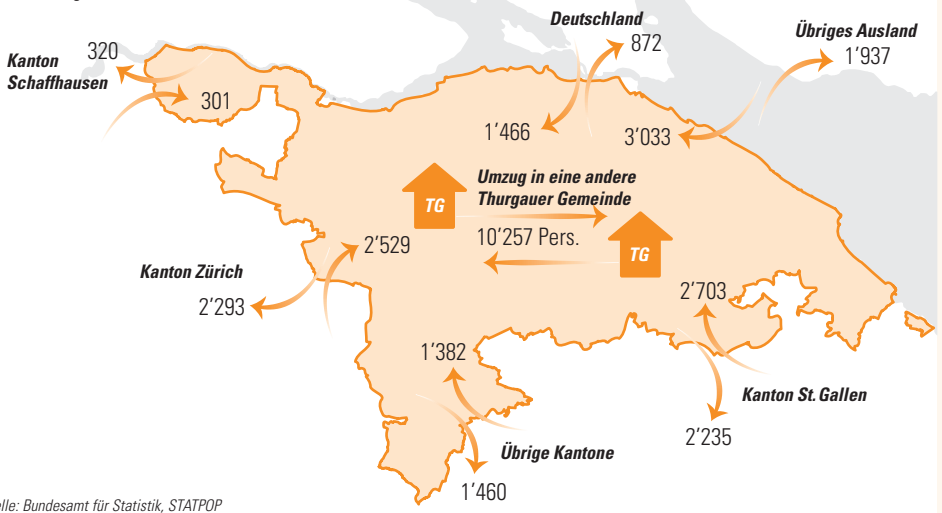 Deutschland
872
Übriges Ausland
1’937
Kanton
Schaffhausen
320
301
1’466
3’033
Umzug in eine andere
Thurgauer Gemeinde
TG
10’257 Pers.
TG
2’529
Kanton Zürich
2’293
2’703
1’382
Kanton St. Gallen
2’235
Übrige Kantone
1’460
elle: Bundesamt für Statistik, STATPOP